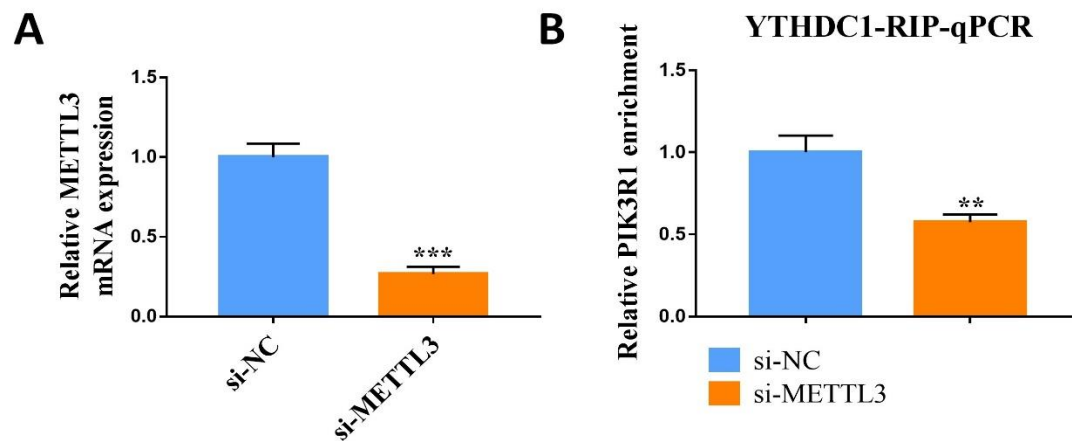 A
Relative METTL3
mRNA expression
1.5
1.0
0.5
0.0
***
si-NC
si-METTL3
B
YTHDC1-RIP-qPCR
Relative PIK3R1 enrichment
1.5
1.0
0.5
0.0
**
si-NC
si-METTL3